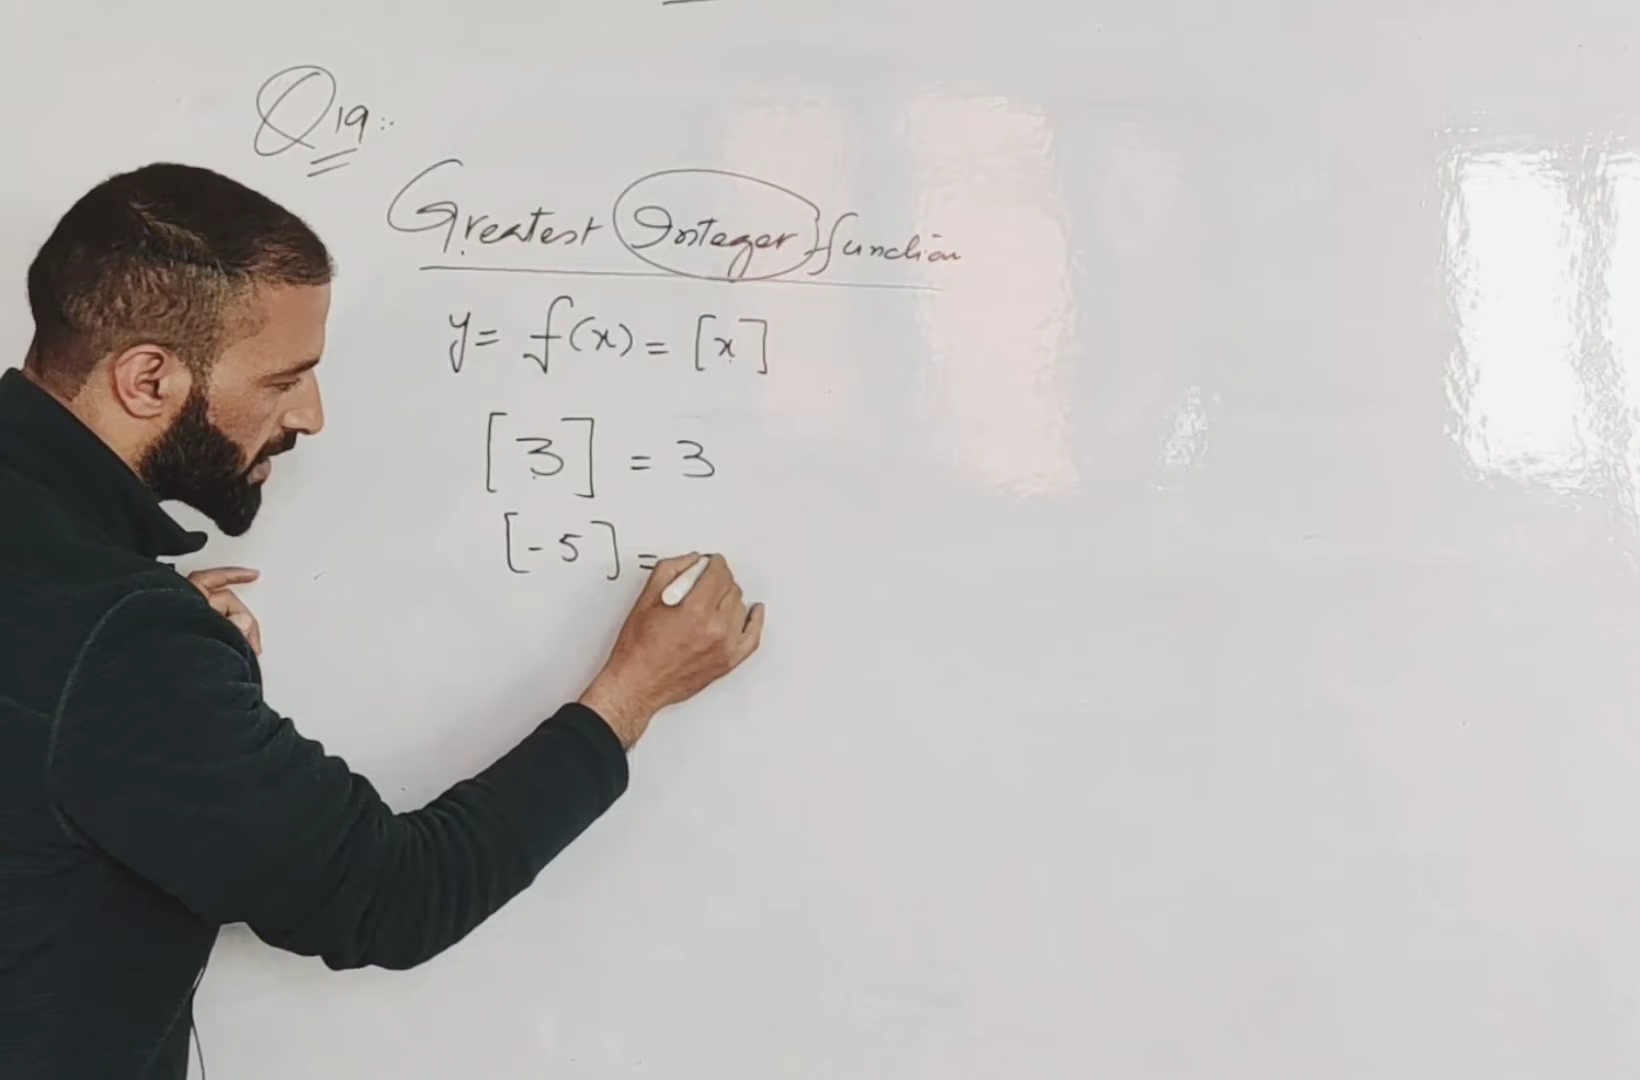 Q19:-
Greatest Integer function
y = f(x) = [x]
[3] = 3
[-5] =